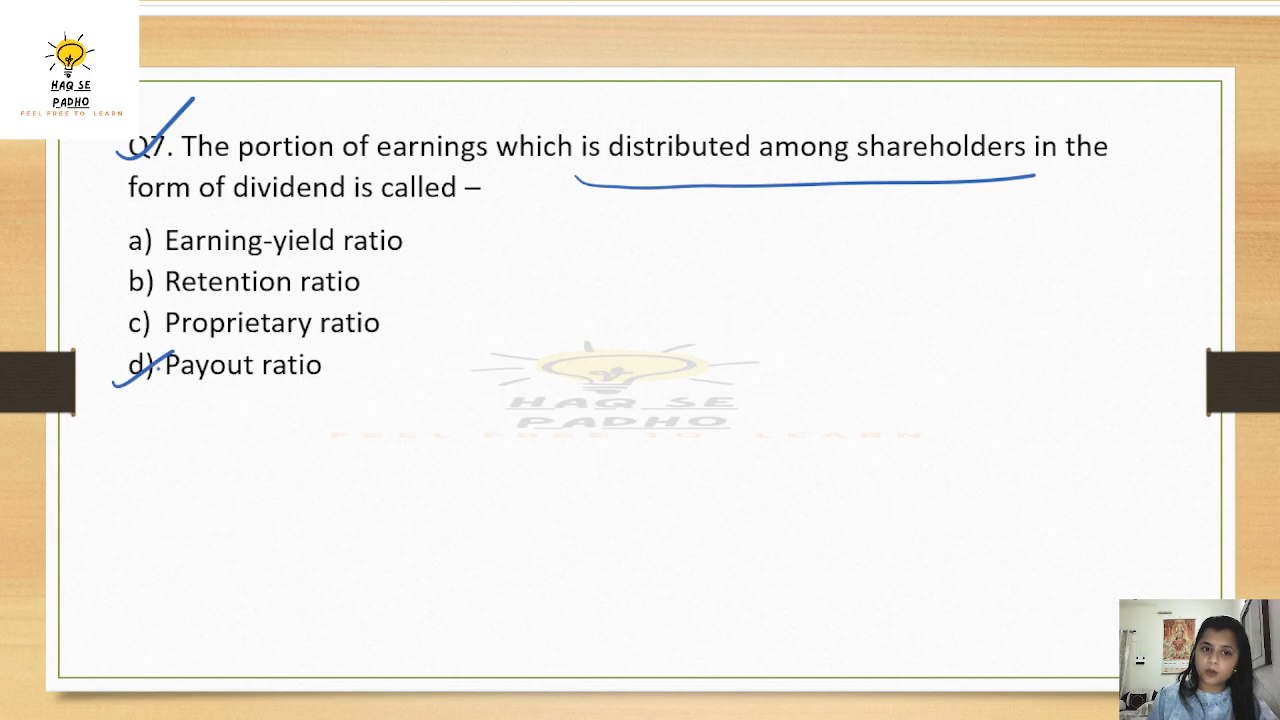 HAQ SE
PADHO
FEEL FREE TO LEARN
Q7. The portion of earnings which is distributed among shareholders in the
form of dividend is called –
a) Earning-yield ratio
b) Retention ratio
c) Proprietary ratio
d) Payout ratio
HAQ SE
PADHO
FEEL FREE TO LEARN